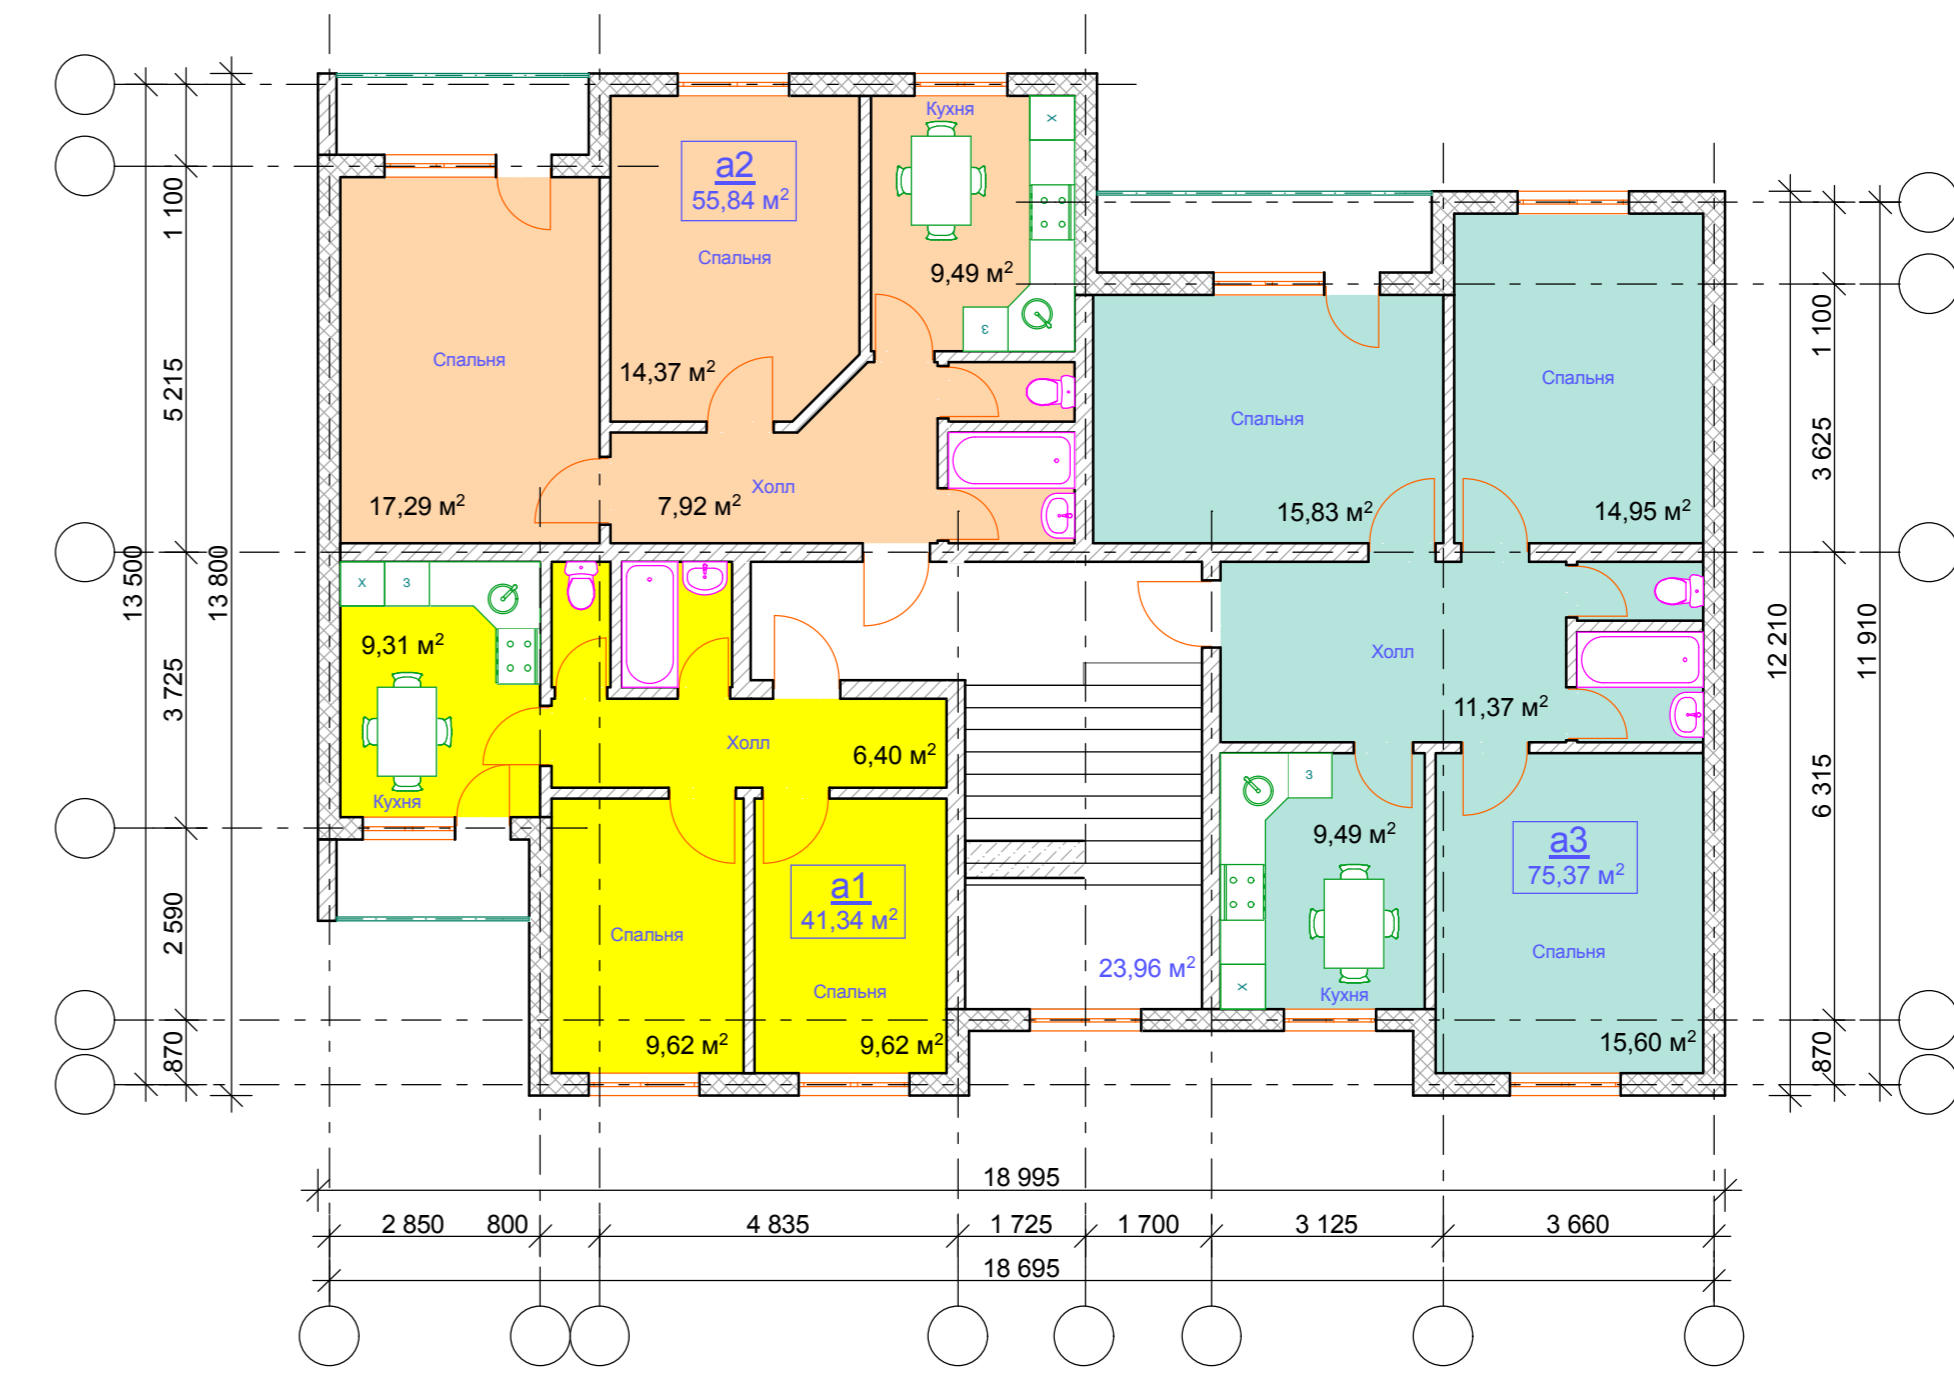 Кухня
X
а2
55,84 м²
Спальня
9,49 м²
З
14,37 м²
Спальня
17,29 м²
Холл
7,92 м²
Спальня
15,83 м²
Спальня
14,95 м²
X
З
9,31 м²
Кухня
Холл
6,40 м²
Спальня
9,62 м²
а1
41,34 м²
Спальня
9,62 м²
23,96 м²
Холл
11,37 м²
З
9,49 м²
X
Кухня
а3
75,37 м²
Спальня
15,60 м²
1 100
5 215
3 725
2 590
870
13 500
13 800
1 100
3 625
6 315
870
12 210
11 910
18 995
2 850
800
4 835
1 725
1 700
3 125
3 660
18 695